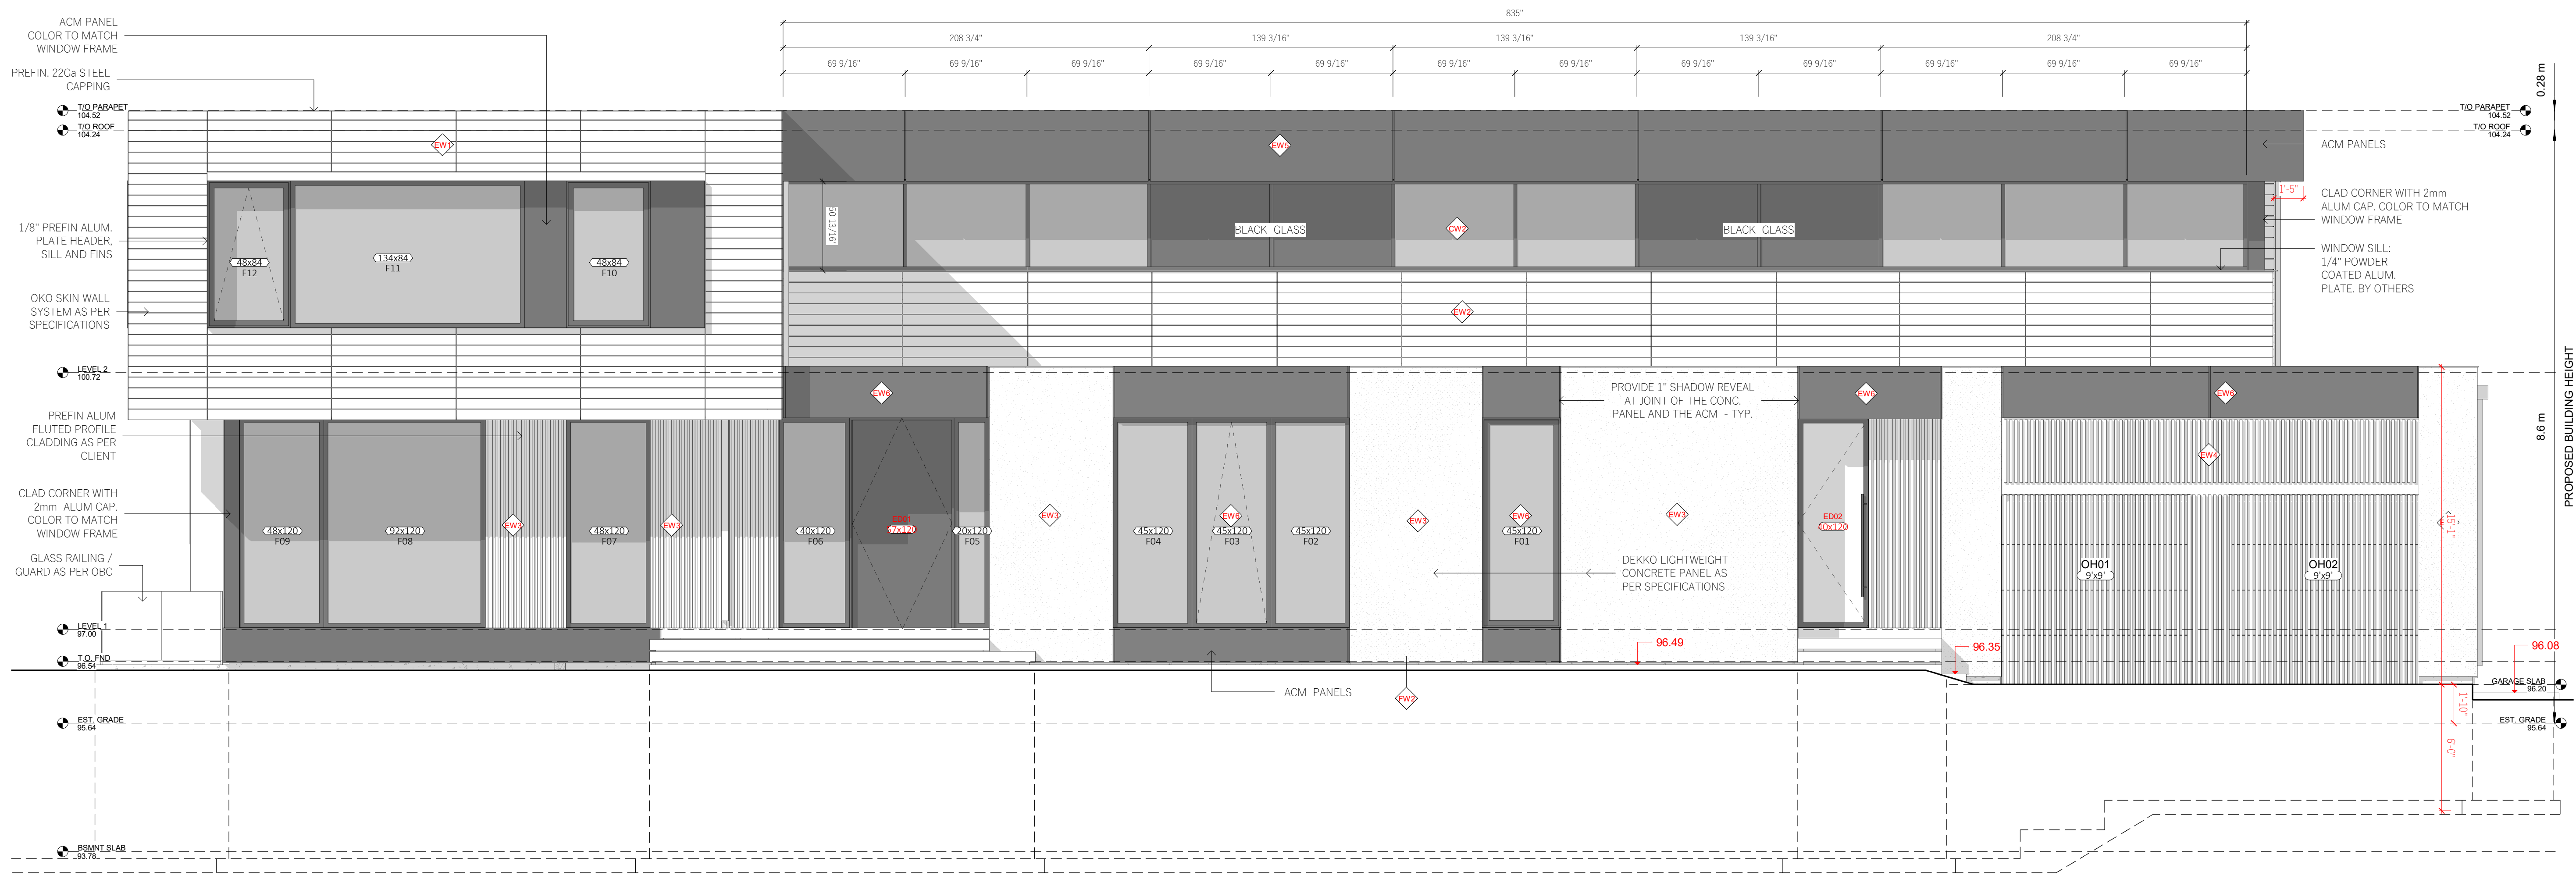 835"
208 3/4"
139 3/16"
139 3/16"
139 3/16"
208 3/4"
69 9/16"
69 9/16"
69 9/16"
69 9/16"
69 9/16"
69 9/16"
69 9/16"
69 9/16"
69 9/16"
69 9/16"
69 9/16"
69 9/16"
ACM PANEL
COLOR TO MATCH
WINDOW FRAME
PREFIN. 22Ga STEEL
CAPPING
T/O PARAPET
104.52
T/O ROOF
104.24
1/8" PREFIN ALUM.
PLATE HEADER,
SILL AND FINS
OKO SKIN WALL
SYSTEM AS PER
SPECIFICATIONS
LEVEL 2
100.72
PREFIN ALUM
FLUTED PROFILE
CLADDING AS PER
CLIENT
CLAD CORNER WITH
2mm ALUM CAP.
COLOR TO MATCH
WINDOW FRAME
GLASS RAILING /
GUARD AS PER OBC
LEVEL 1
97.00
T.O. FND
96.54
EST. GRADE
95.64
BSMNT SLAB
93.78
EW1
EW5
48x84
F12
134x84
F11
48x84
F10
50 13/16"
BLACK GLASS
CW2
BLACK GLASS
EW2
EW6
PROVIDE 1" SHADOW REVEAL
AT JOINT OF THE CONC.
PANEL AND THE ACM - TYP.
EW6
EW6
EW4
48x120
F09
92x120
F08
EW3
48x120
F07
EW3
40x120
F06
ED01
20x120
F05
EW3
45x120
F04
EW6
45x120
F03
45x120
F02
EW3
EW6
45x120
F01
EW3
ED02
40x120
DEKKO LIGHTWEIGHT
CONCRETE PANEL AS
PER SPECIFICATIONS
OH01
9'x9'
OH02
9'x9'
15'-1"
ACM PANELS
FW2
96.49
96.35
96.08
0.28 m
T/O PARAPET
104.52
T/O ROOF
104.24
ACM PANELS
1'-5"
CLAD CORNER WITH 2mm
ALUM CAP. COLOR TO MATCH
WINDOW FRAME
WINDOW SILL:
1/4" POWDER
COATED ALUM.
PLATE. BY OTHERS
8.6 m
PROPOSED BUILDING HEIGHT
GARAGE SLAB
96.20
1'-10"
EST. GRADE
95.64
6'-0"